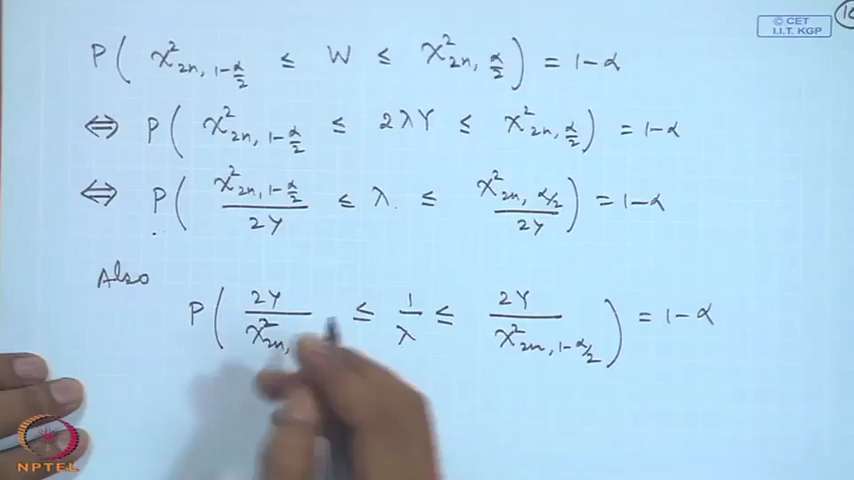 © CET
I.I.T. KGP
P( χ²_{2n, 1-α/2} ≤ W ≤ χ²_{2n, α/2} ) = 1-α
⇔ P( χ²_{2n, 1-α/2} ≤ 2λY ≤ χ²_{2n, α/2} ) = 1-α
⇔ P( χ²_{2n, 1-α/2} / 2Y ≤ λ. ≤ χ²_{2n, α/2} / 2Y ) = 1-α
Also
P( 2Y / χ²_{2n, ≤ 1/λ ≤ 2Y / χ²_{2n, 1-α/2} ) = 1-α
NPTEL